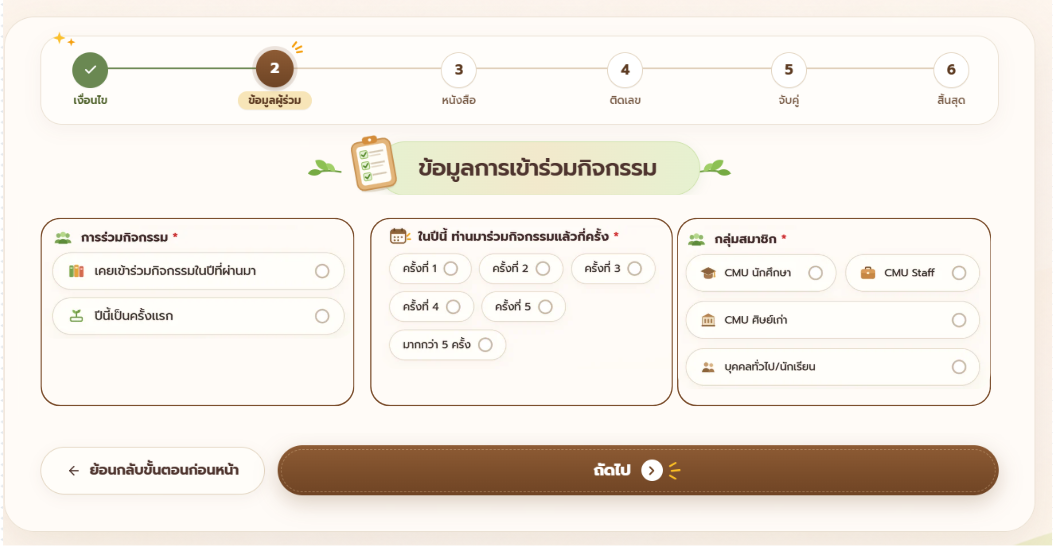 2
3
4
5
6
เงื่อนไข
ข้อมูลผู้ร่วม
หนังสือ
ติดเลข
จับคู่
สิ้นสุด
ข้อมูลการเข้าร่วมกิจกรรม
การร่วมกิจกรรม *
เคยเข้าร่วมกิจกรรมในปีที่ผ่านมา
ปีนี้เป็นครั้งแรก
ในปีนี้ ท่านมาร่วมกิจกรรมแล้วกี่ครั้ง *
ครั้งที่ 1
ครั้งที่ 2
ครั้งที่ 3
ครั้งที่ 4
ครั้งที่ 5
มากกว่า 5 ครั้ง
กลุ่มสมาชิก *
CMU นักศึกษา
CMU Staff
CMU ศิษย์เก่า
บุคคลทั่วไป/นักเรียน
← ย้อนกลับขั้นตอนก่อนหน้า
ถัดไป